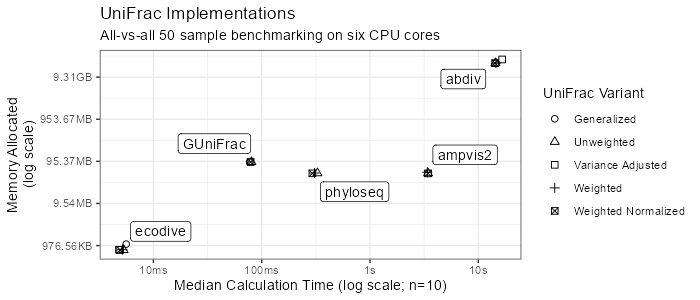 UniFrac Implementations
All-vs-all 50 sample benchmarking on six CPU cores
Memory Allocated
(log scale)
9.31GB
953.67MB
95.37MB
9.54MB
976.56KB
abdiv
GUniFrac
ampvis2
phyloseq
ecodive
10ms
100ms
1s
10s
Median Calculation Time (log scale; n=10)
UniFrac Variant
Generalized
Unweighted
Variance Adjusted
Weighted
Weighted Normalized